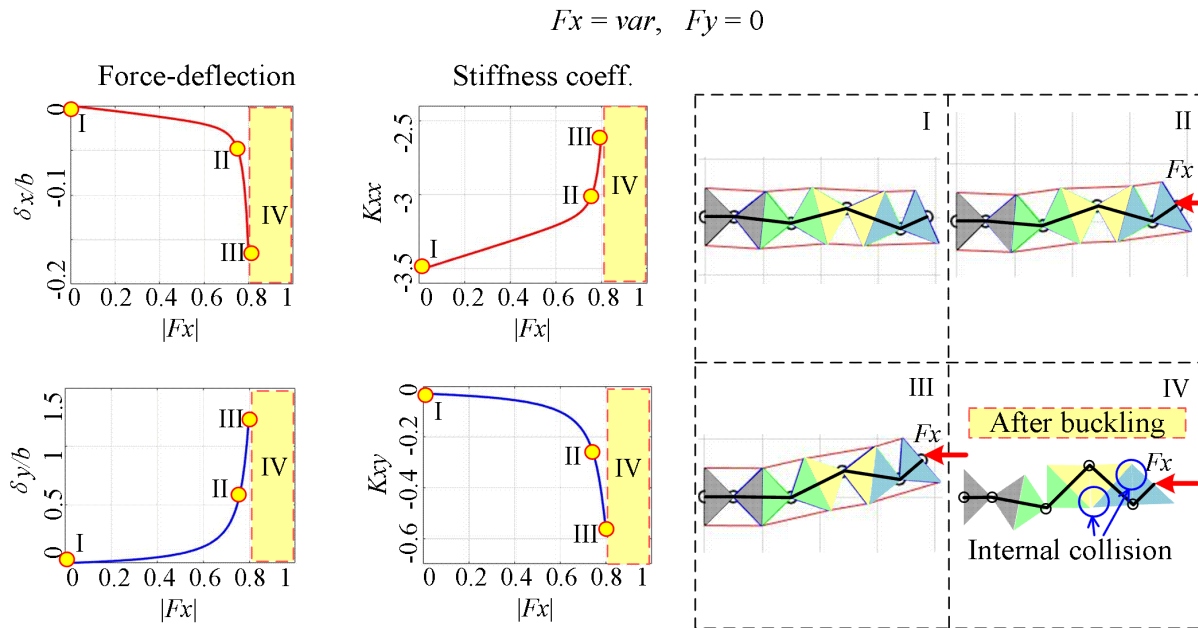 Fx = var, Fy = 0
Force-deflection
δx/b
0
-0.1
-0.2
I
II
III
IV
0 0.2 0.4 0.6 0.8 1
|Fx|
Stiffness coeff.
Kxx
-2.5
-3
-3.5
I
II
III
0 0.2 0.4 0.6 0.8 1
|Fx|
IV
δy/b
1.5
1
0.5
0
I
II
III
IV
0 0.2 0.4 0.6 0.8 1
|Fx|
Kxy
0
-0.2
-0.4
-0.6
I
II
III
IV
0 0.2 0.4 0.6 0.8 1
|Fx|
I
II
Fx
III
Fx
IV
After buckling
Fx
Internal collision